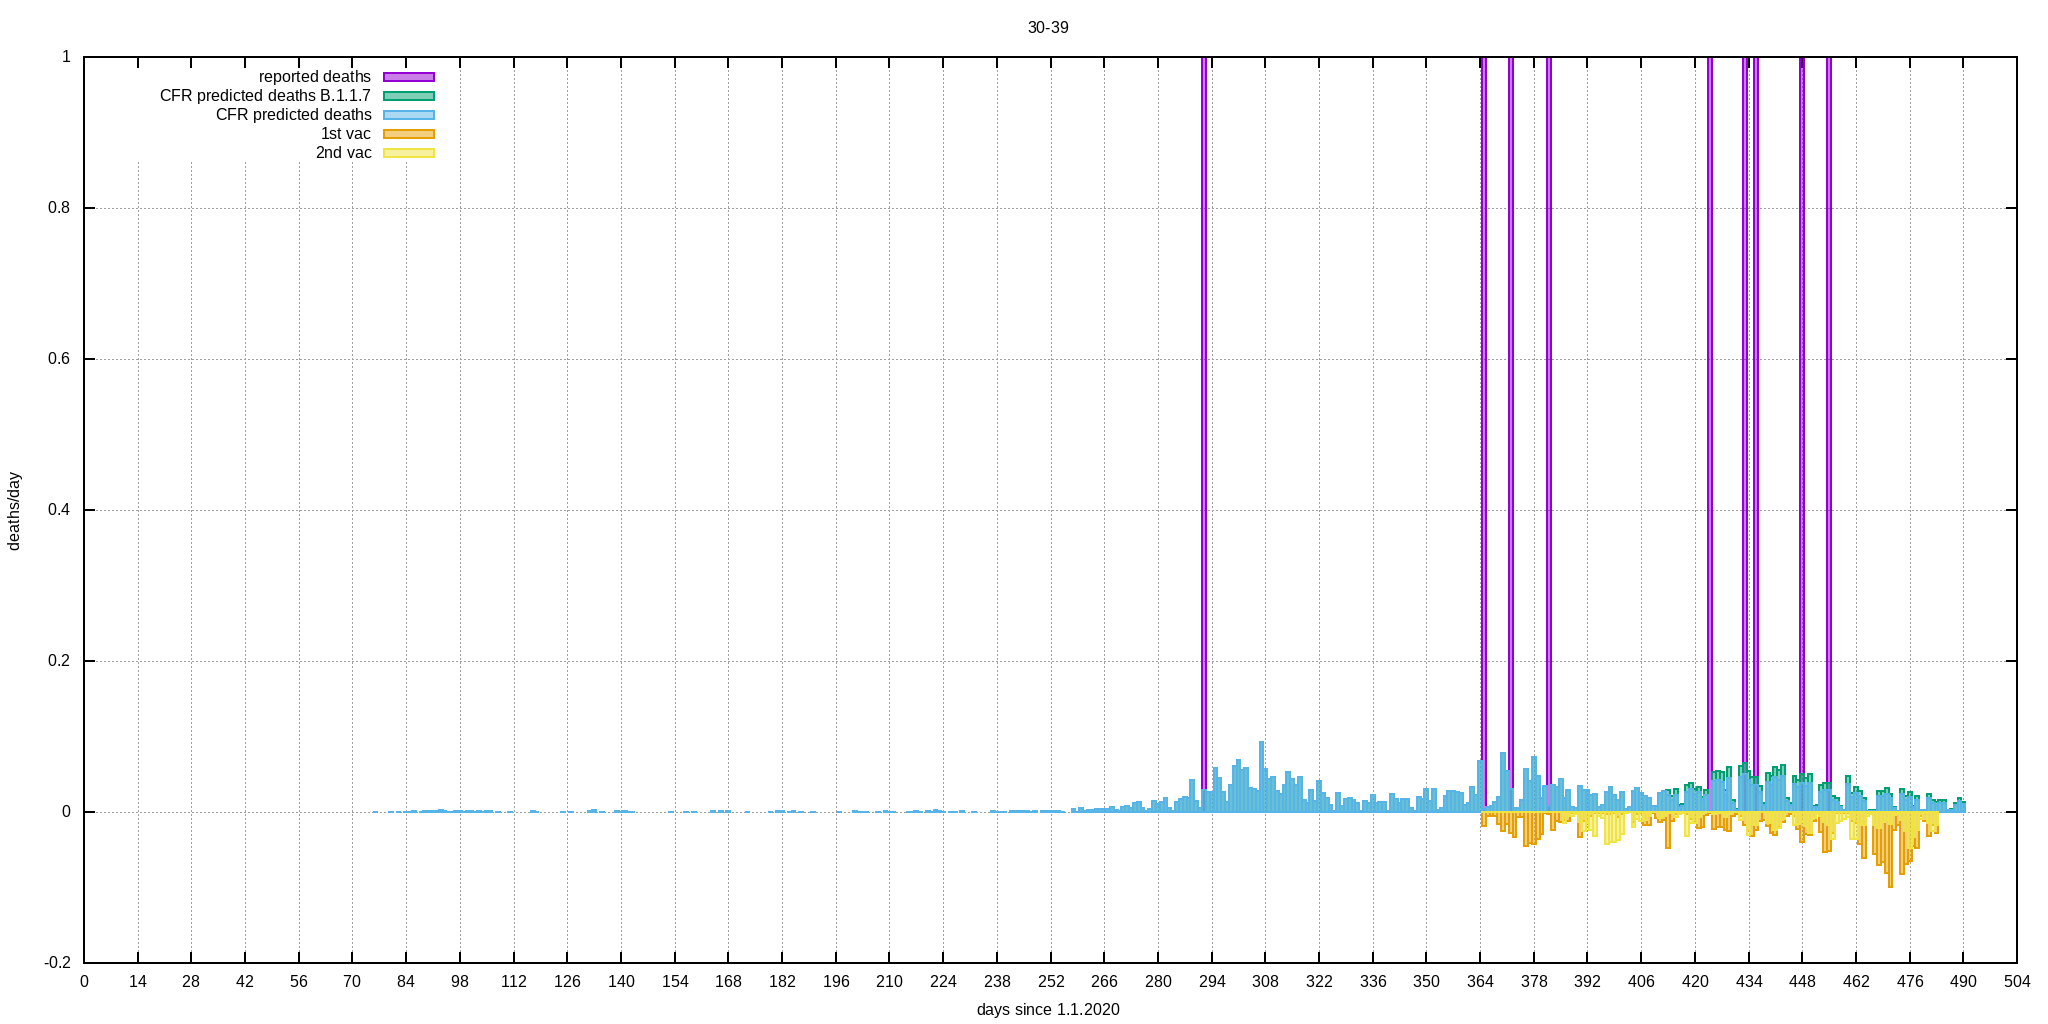 30-39
reported deaths
CFR predicted deaths B.1.1.7
CFR predicted deaths
1st vac
2nd vac
1
0.8
0.6
0.4
0.2
0
-0.2
deaths/day
0 14 28 42 56 70 84 98 112 126 140 154 168 182 196 210 224 238 252 266 280 294 308 322 336 350 364 378 392 406 420 434 448 462 476 490 504
days since 1.1.2020